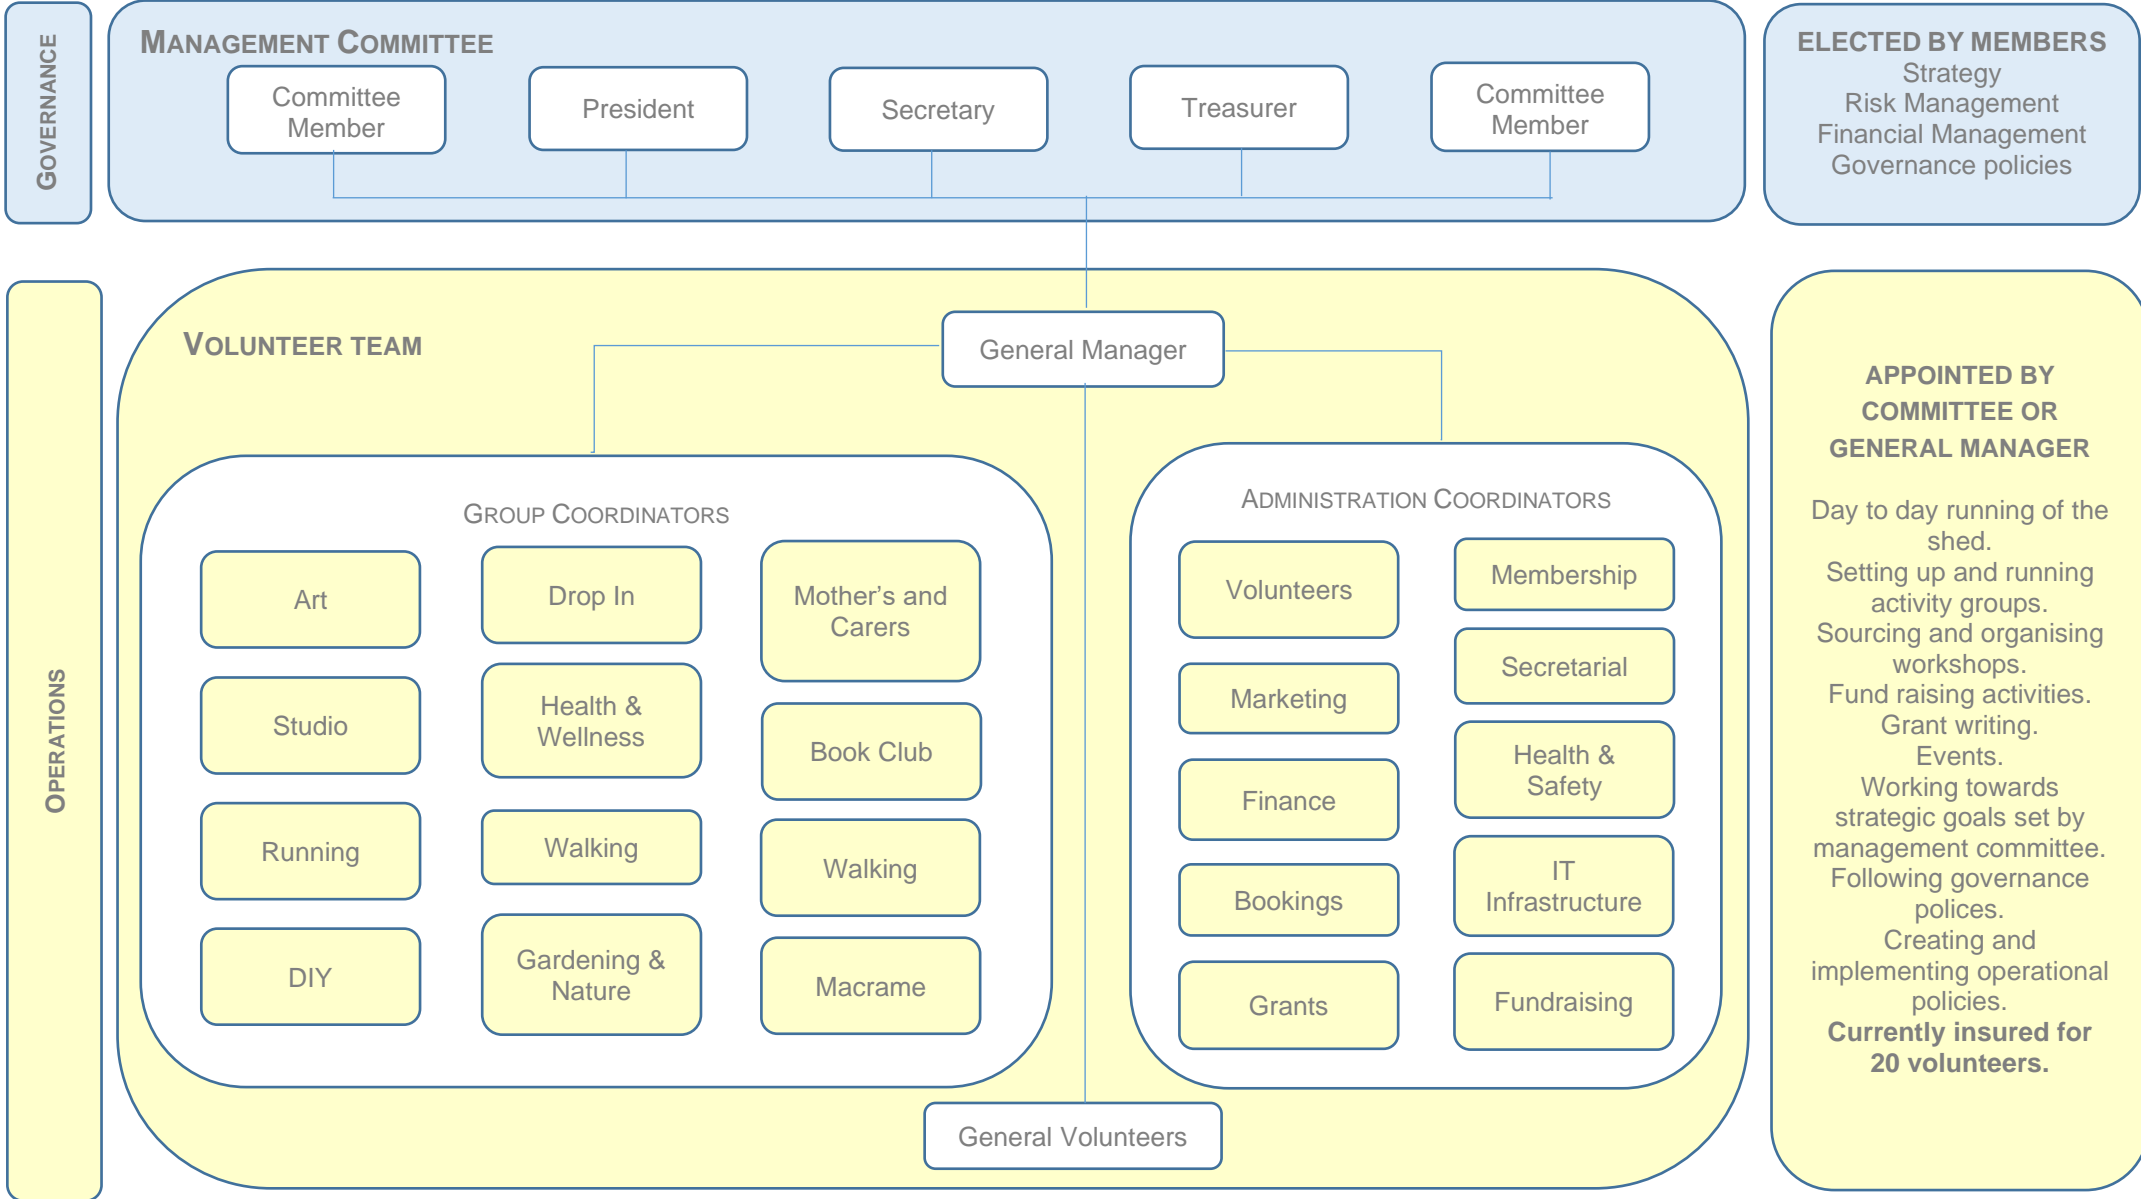 GOVERNANCE
MANAGEMENT COMMITTEE
Committee
Member
President
Secretary
Treasurer
Committee
Member
ELECTED BY MEMBERS
Strategy
Risk Management
Financial Management
Governance policies
OPERATIONS
VOLUNTEER TEAM
General Manager
GROUP COORDINATORS
Art
Studio
Running
DIY
Drop In
Health &
Wellness
Walking
Gardening &
Nature
Mother’s and
Carers
Book Club
Walking
Macrame
ADMINISTRATION COORDINATORS
Volunteers
Marketing
Finance
Bookings
Grants
Membership
Secretarial
Health &
Safety
IT
Infrastructure
Fundraising
General Volunteers
APPOINTED BY
COMMITTEE OR
GENERAL MANAGER
Day to day running of the
shed.
Setting up and running
activity groups.
Sourcing and organising
workshops.
Fund raising activities.
Grant writing.
Events.
Working towards
strategic goals set by
management committee.
Following governance
polices.
Creating and
implementing operational
policies.
Currently insured for
20 volunteers.